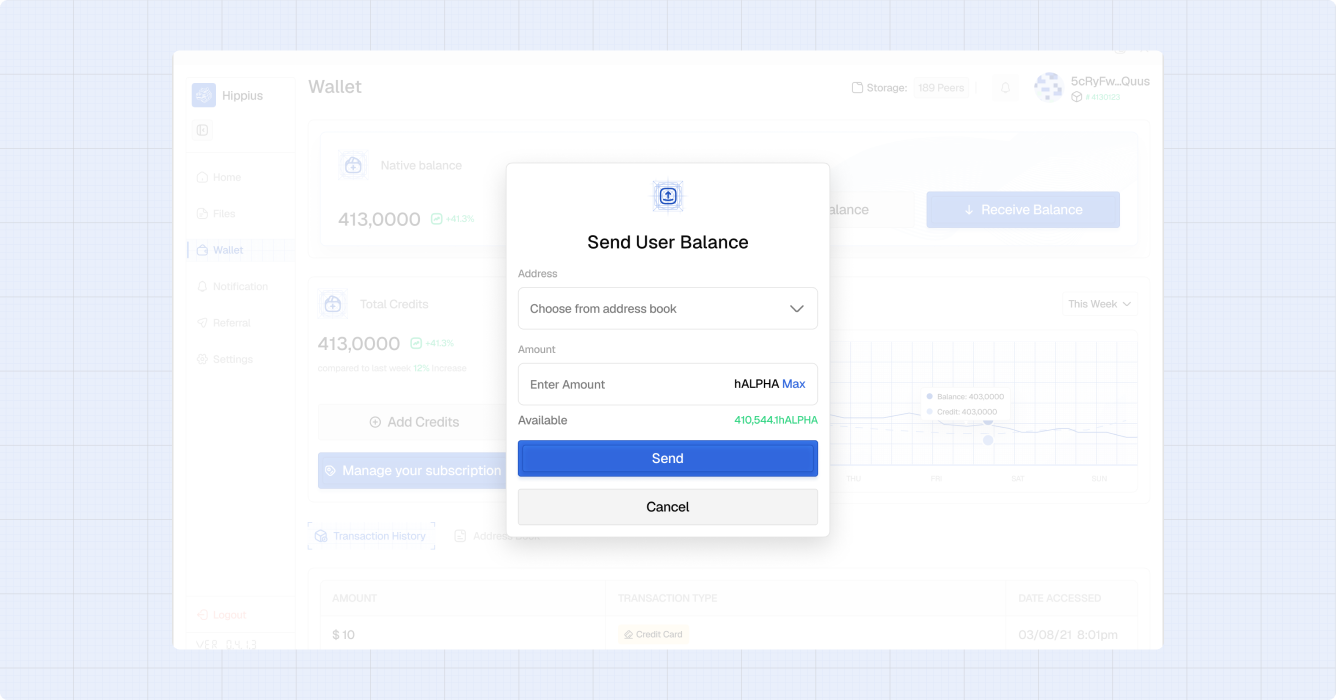 Hippius
Wallet
Storage: 189 Peers
5cRyFw...Quus
# 4130123
Home
Files
Wallet
Notification
Referral
Settings
Logout
VER 0.4.13
Native balance
413,0000 +41.3%
alance
Receive Balance
Total Credits
413,0000 +41.3%
compared to last week 12% increase
Add Credits
Manage your subscription
This Week
Balance: 403,0000
Credit: 403,0000
THU FRI SAT SUN
Send User Balance
Address
Choose from address book
Amount
Enter Amount hALPHA Max
Available 410,544.1hALPHA
Send
Cancel
Transaction History
Address Book
AMOUNT TRANSACTION TYPE DATE ACCESSED
$ 10 Credit Card 03/08/21 8:01pm